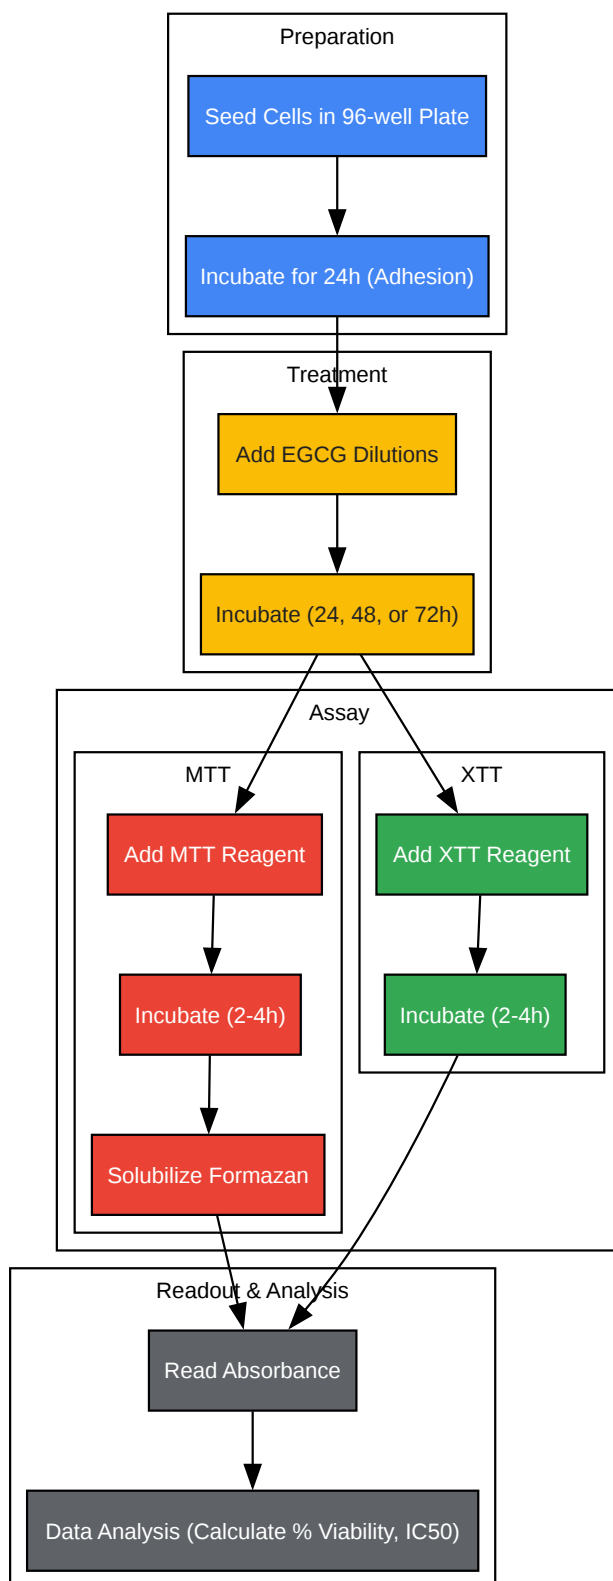 Preparation
Seed Cells in 96-well Plate
Incubate for 24h (Adhesion)
Treatment
Add EGCG Dilutions
Incubate (24, 48, or 72h)
Assay
MTT
Add MTT Reagent
Incubate (2-4h)
Solubilize Formazan
XTT
Add XTT Reagent
Incubate (2-4h)
Readout & Analysis
Read Absorbance
Data Analysis (Calculate % Viability, IC50)